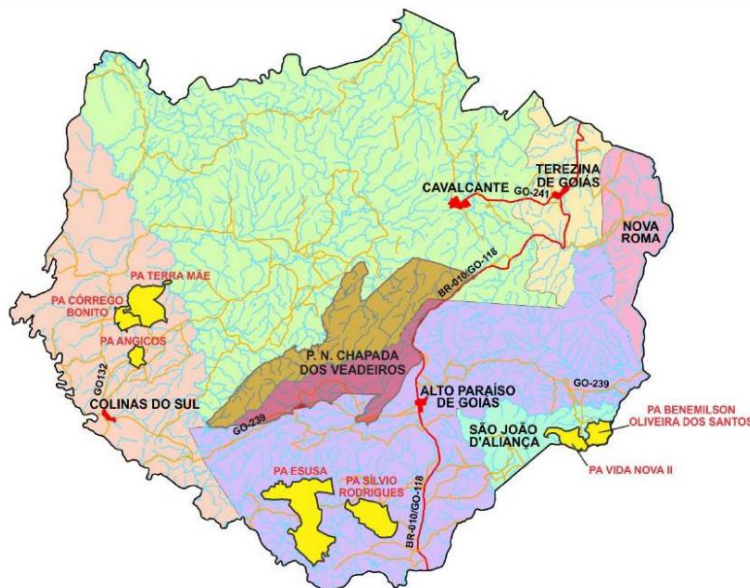 TEREZINA
DE GOIÁS
CAVALCANTE
GO-241
NOVA
ROMA
BR-010/GO-118
PA TERRA MÃE
PA CÓRREGO
BONITO
PA ANGICOS
GO132
COLINAS DO SUL
P. N. CHAPADA
DOS VEADEIROS
GO-239
ALTO PARAÍSO
DE GOIÁS
GO-239
SÃO JOÃO
D'ALIANÇA
PA BENEMILSON
OLIVEIRA DOS SANTOS
PA VIDA NOVA II
PA ESUSA
PA SÍLVIO
RODRIGUES
BR-010/GO-118